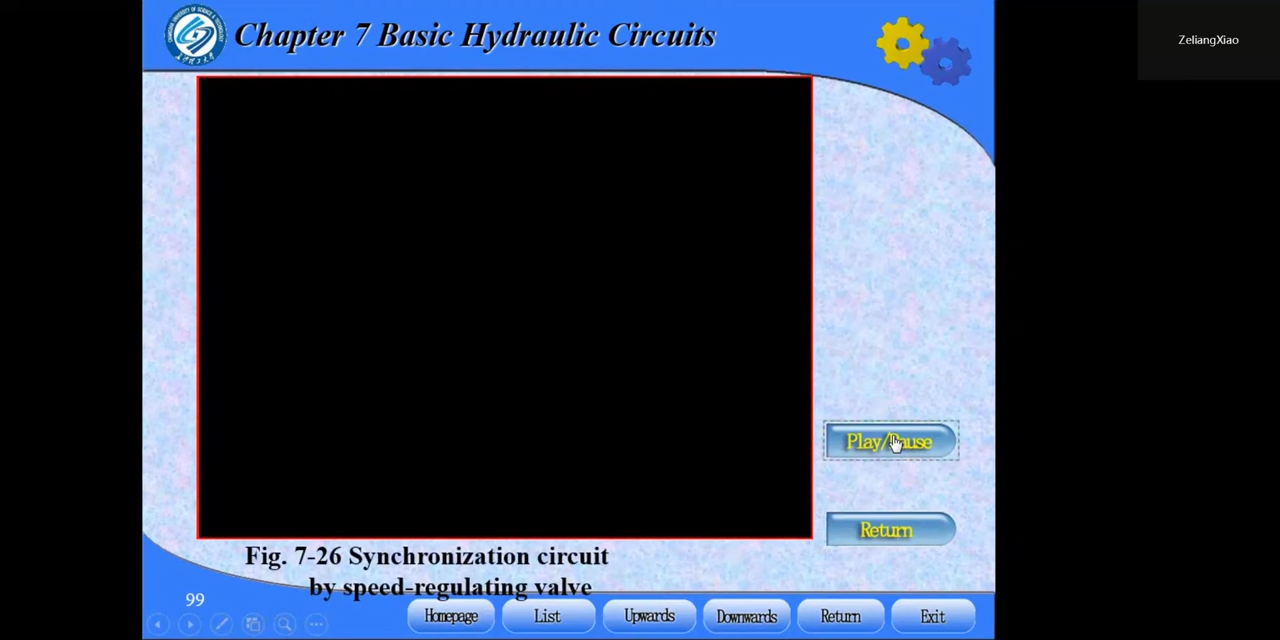 Chapter 7 Basic Hydraulic Circuits
ZeliangXiao
Play/Pause
Return
Fig. 7-26 Synchronization circuit
by speed-regulating valve
99
Homepage
List
Upwards
Downwards
Return
Exit